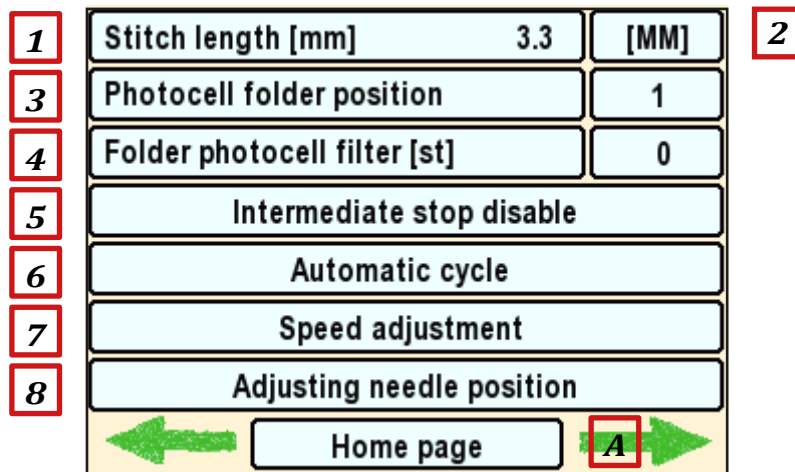 1 Stitch length [mm] 3.3 [MM] 2
3 Photocell folder position 1
4 Folder photocell filter [st] 0
5 Intermediate stop disable
6 Automatic cycle
7 Speed adjustment
8 Adjusting needle position
Home page A